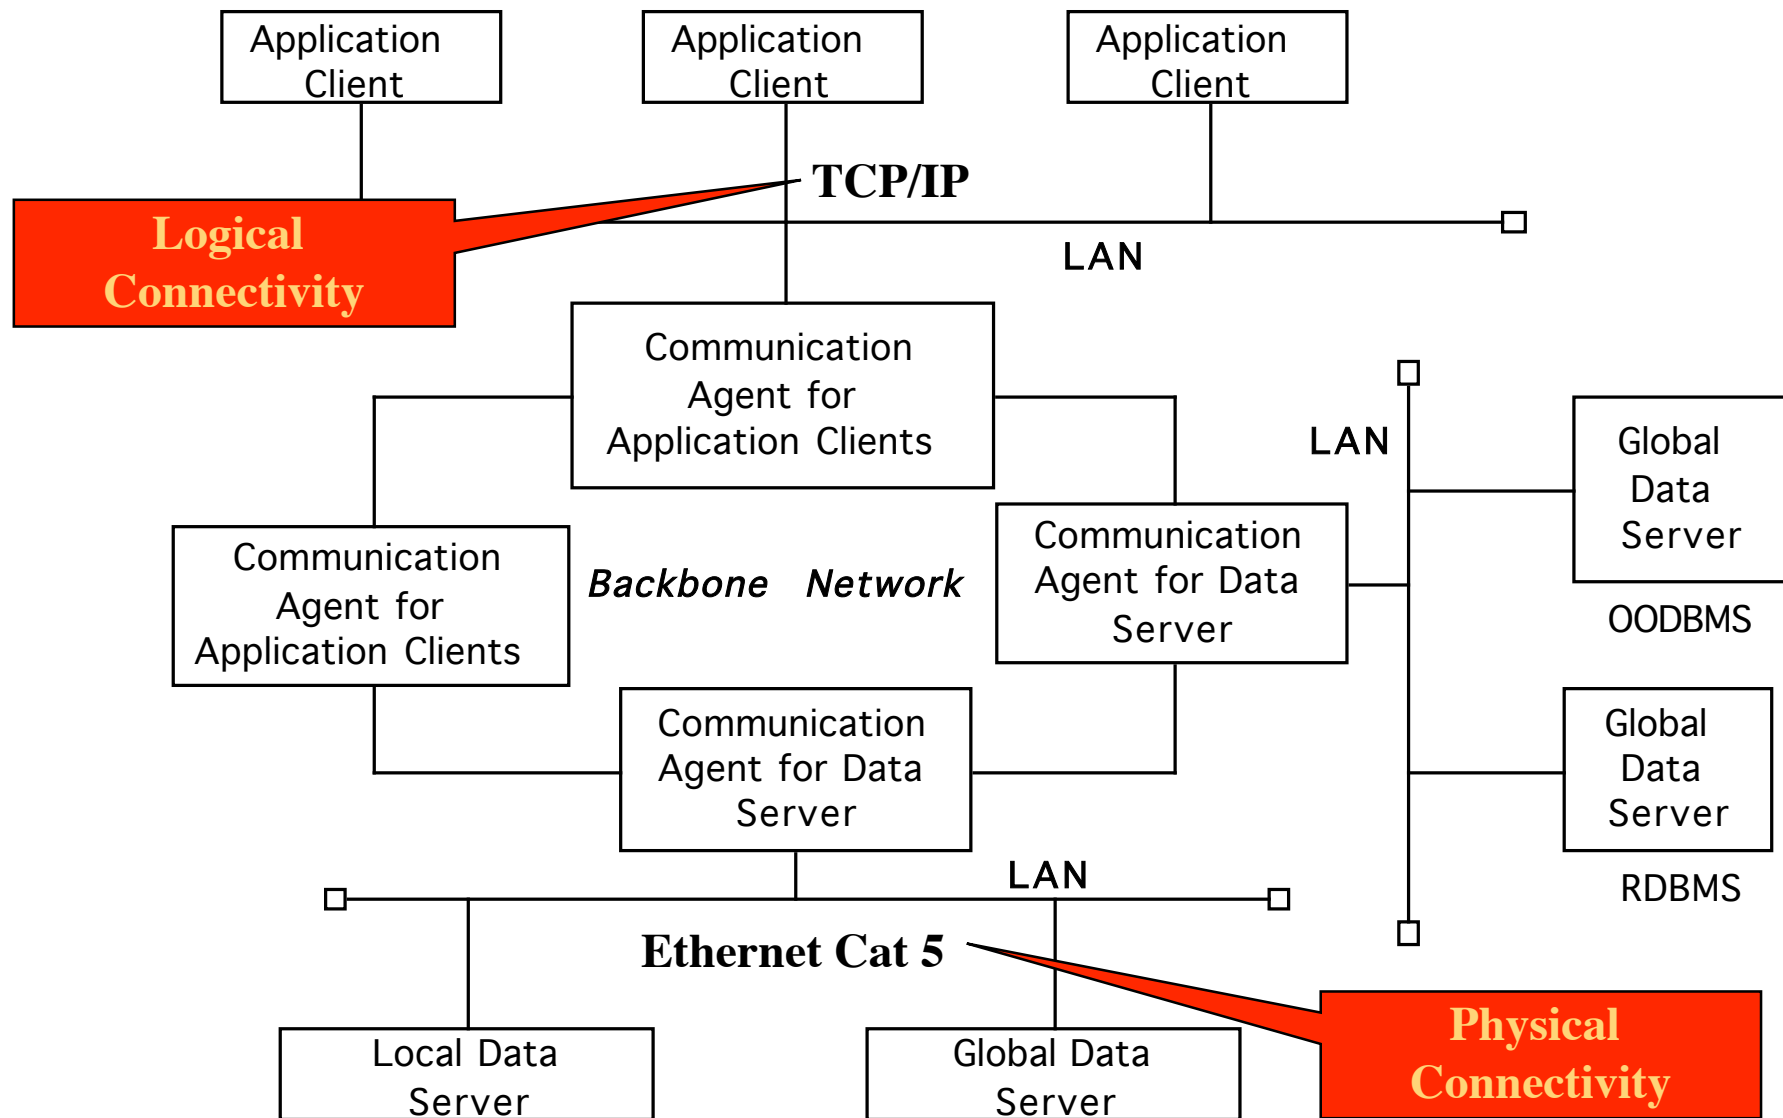 Application
Client
Application
Client
Application
Client
TCP/IP
Logical
Connectivity
LAN
Communication
Agent for
Application Clients
LAN
Global
Data
Server
OODBMS
Communication
Agent for
Application Clients
Backbone Network
Communication
Agent for Data
Server
Communication
Agent for Data
Server
Global
Data
Server
RDBMS
LAN
Ethernet Cat 5
Physical
Connectivity
Local Data
Server
Global Data
Server